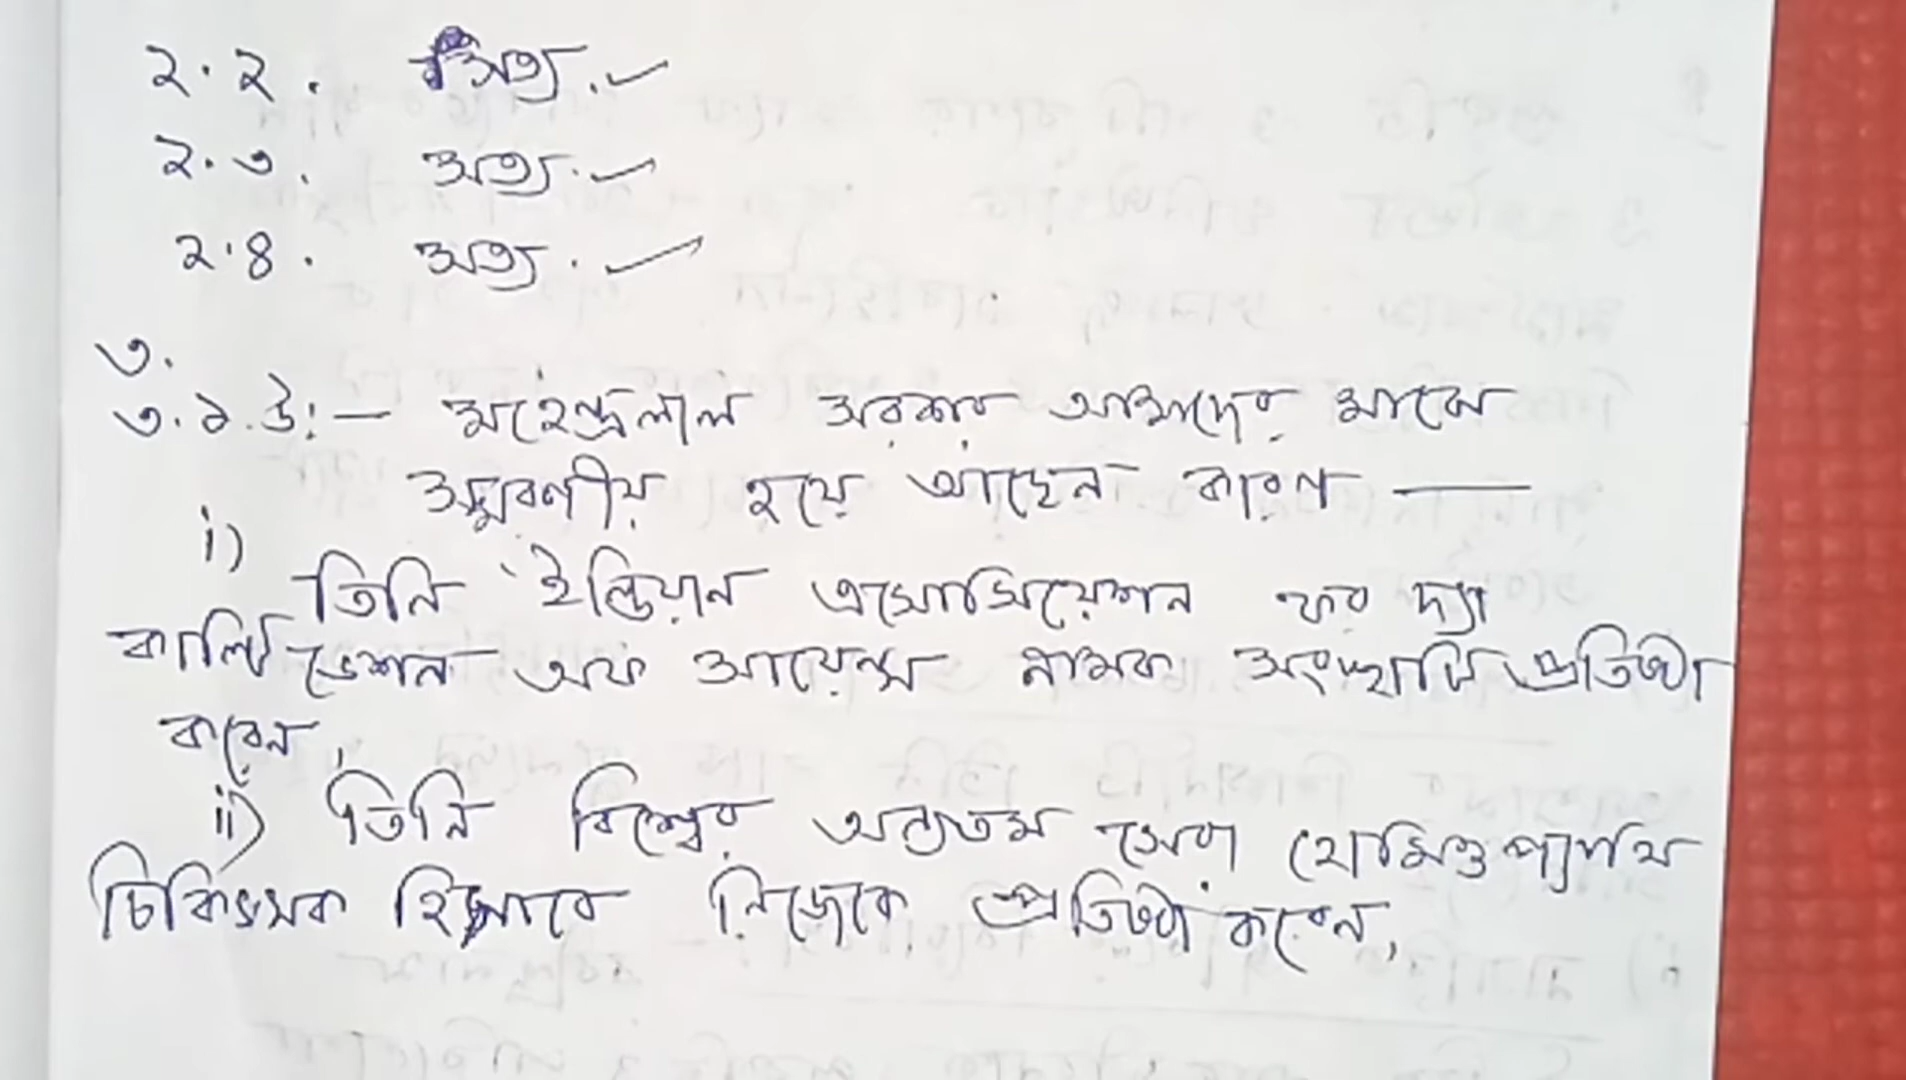 ২.২. সত্য.
২.৩. সত্য.
২.৪. সত্য.
৩.
৩.১.উ:— মহেন্দ্রলাল সরকার আমাদের মাঝে
স্মরণীয় হয়ে আছেন কারণ —
i)
তিনি 'ইন্ডিয়ান এসোসিয়েশন ফর দ্যা
কাল্টিভেশন অফ সায়েন্স নামক সংস্থাটি প্রতিষ্ঠা
করেন,
ii) তিনি বিশ্বের অন্যতম সেরা হোমিওপ্যাথি
চিকিৎসক হিসাবে নিজেকে প্রতিষ্ঠা করেন,